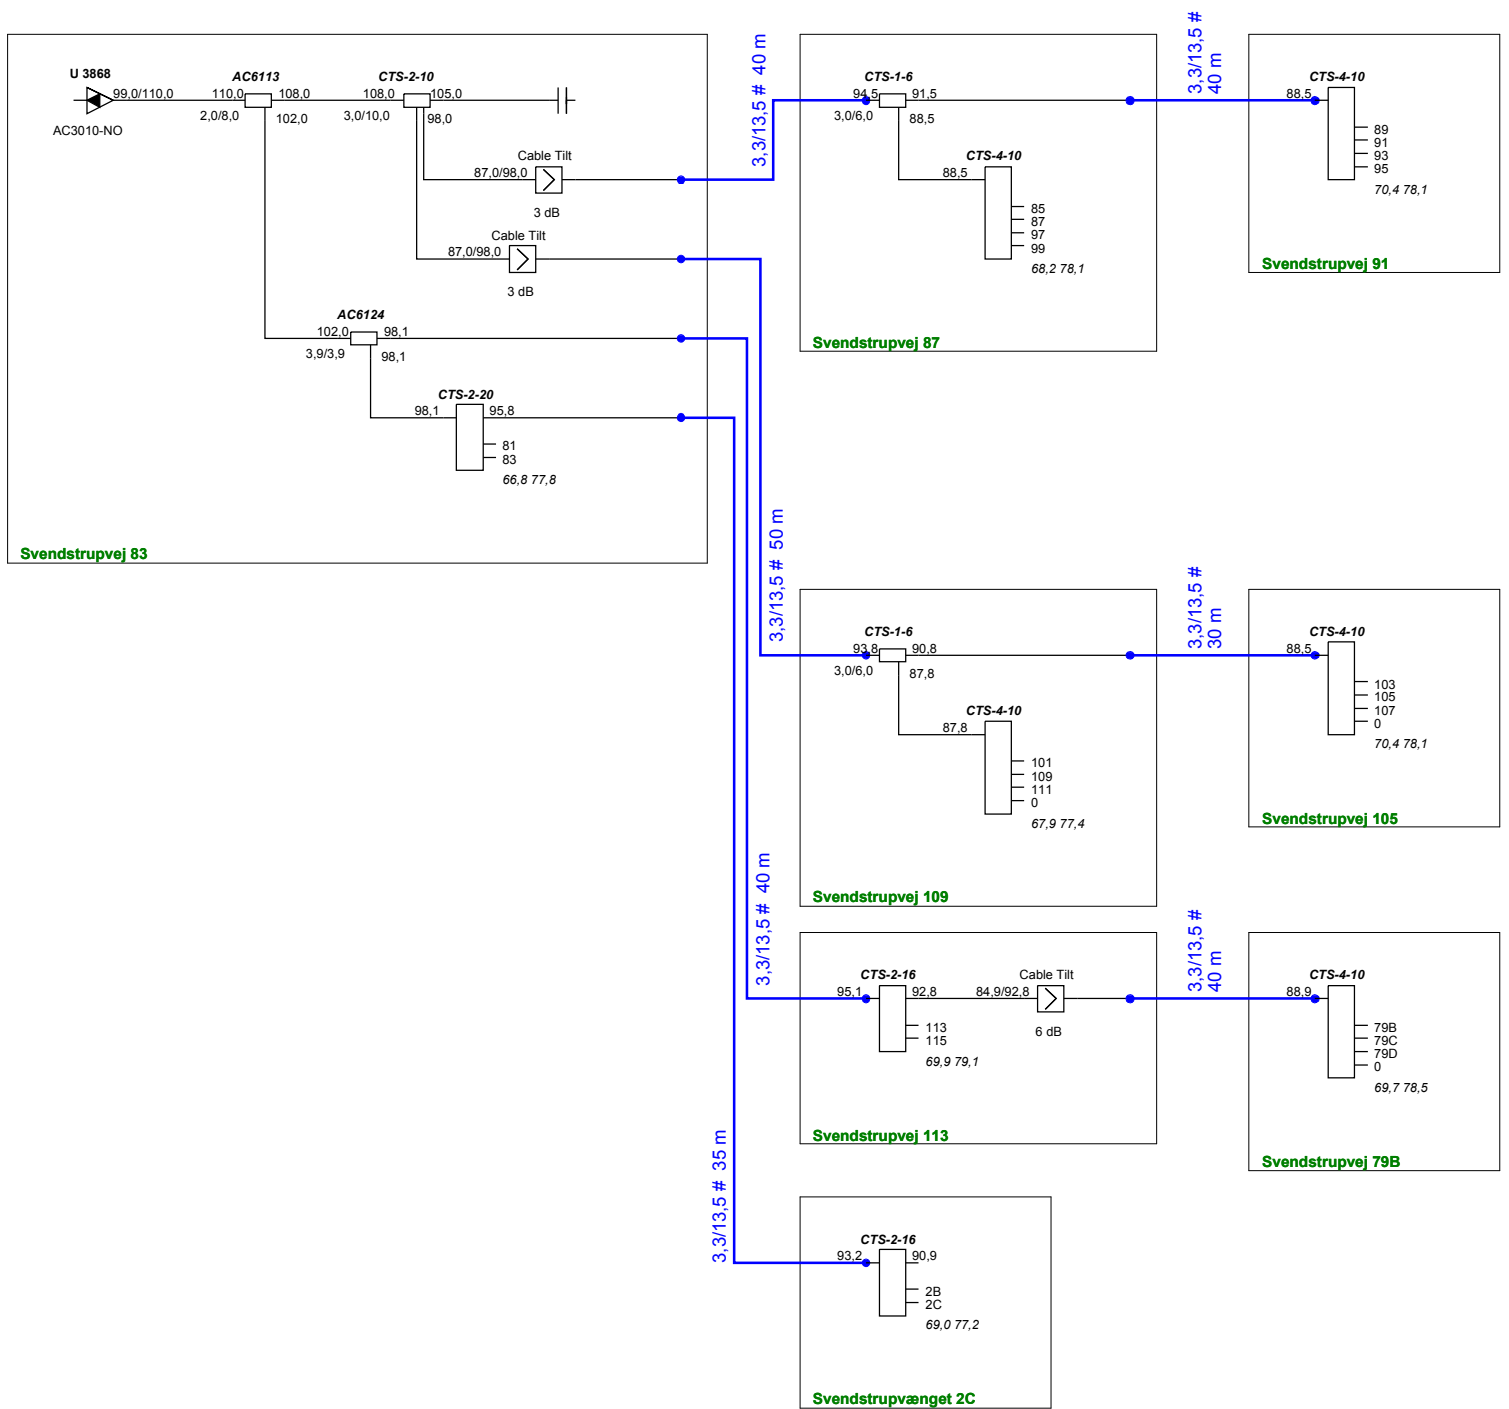 U 3868
99,0/110,0
AC3010-NO
AC6113
110,0
108,0
2,0/8,0
102,0
CTS-2-10
108,0
105,0
3,0/10,0
98,0
Cable Tilt
87,0/98,0
3 dB
Cable Tilt
87,0/98,0
3 dB
AC6124
102,0
98,1
3,9/3,9
98,1
CTS-2-20
98,1
95,8
81
83
66,8 77,8
Svendstrupvej 83
3,3/13,5 # 40 m
CTS-1-6
94,5
91,5
3,0/6,0
88,5
CTS-4-10
88,5
85
87
97
99
68,2 78,1
Svendstrupvej 87
3,3/13,5 #
40 m
CTS-4-10
88,5
89
91
93
95
70,4 78,1
Svendstrupvej 91
3,3/13,5 # 50 m
CTS-1-6
93,8
90,8
3,0/6,0
87,8
CTS-4-10
87,8
101
109
111
0
67,9 77,4
Svendstrupvej 109
3,3/13,5 #
30 m
CTS-4-10
88,5
103
105
107
0
70,4 78,1
Svendstrupvej 105
3,3/13,5 # 40 m
CTS-2-16
95,1
92,8
113
115
69,9 79,1
Cable Tilt
84,9/92,8
6 dB
Svendstrupvej 113
3,3/13,5 #
40 m
CTS-4-10
88,9
79B
79C
79D
0
69,7 78,5
Svendstrupvej 79B
3,3/13,5 # 35 m
CTS-2-16
93,2
90,9
2B
2C
69,0 77,2
Svendstrupvænget 2C